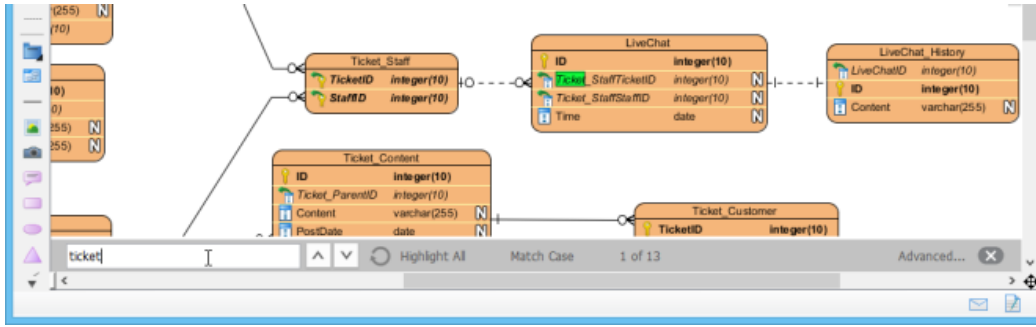 (255) N
(10)
10)
0)
255) N
255) N
Ticket_Staff
TicketID integer(10)
StaffID integer(10)
LiveChat
ID integer(10)
Ticket_StaffTicketID integer(10) N
Ticket_StaffStaffID integer(10) N
Time date N
LiveChat_History
LiveChatID integer(10)
ID integer(10)
Content varchar(255) N
Ticket_Content
ID integer(10)
Ticket_ParentID integer(10)
Content varchar(255) N
PostDate date N
Ticket_Customer
TicketID integer(10)
ticket
Highlight All
Match Case
1 of 13
Advanced...